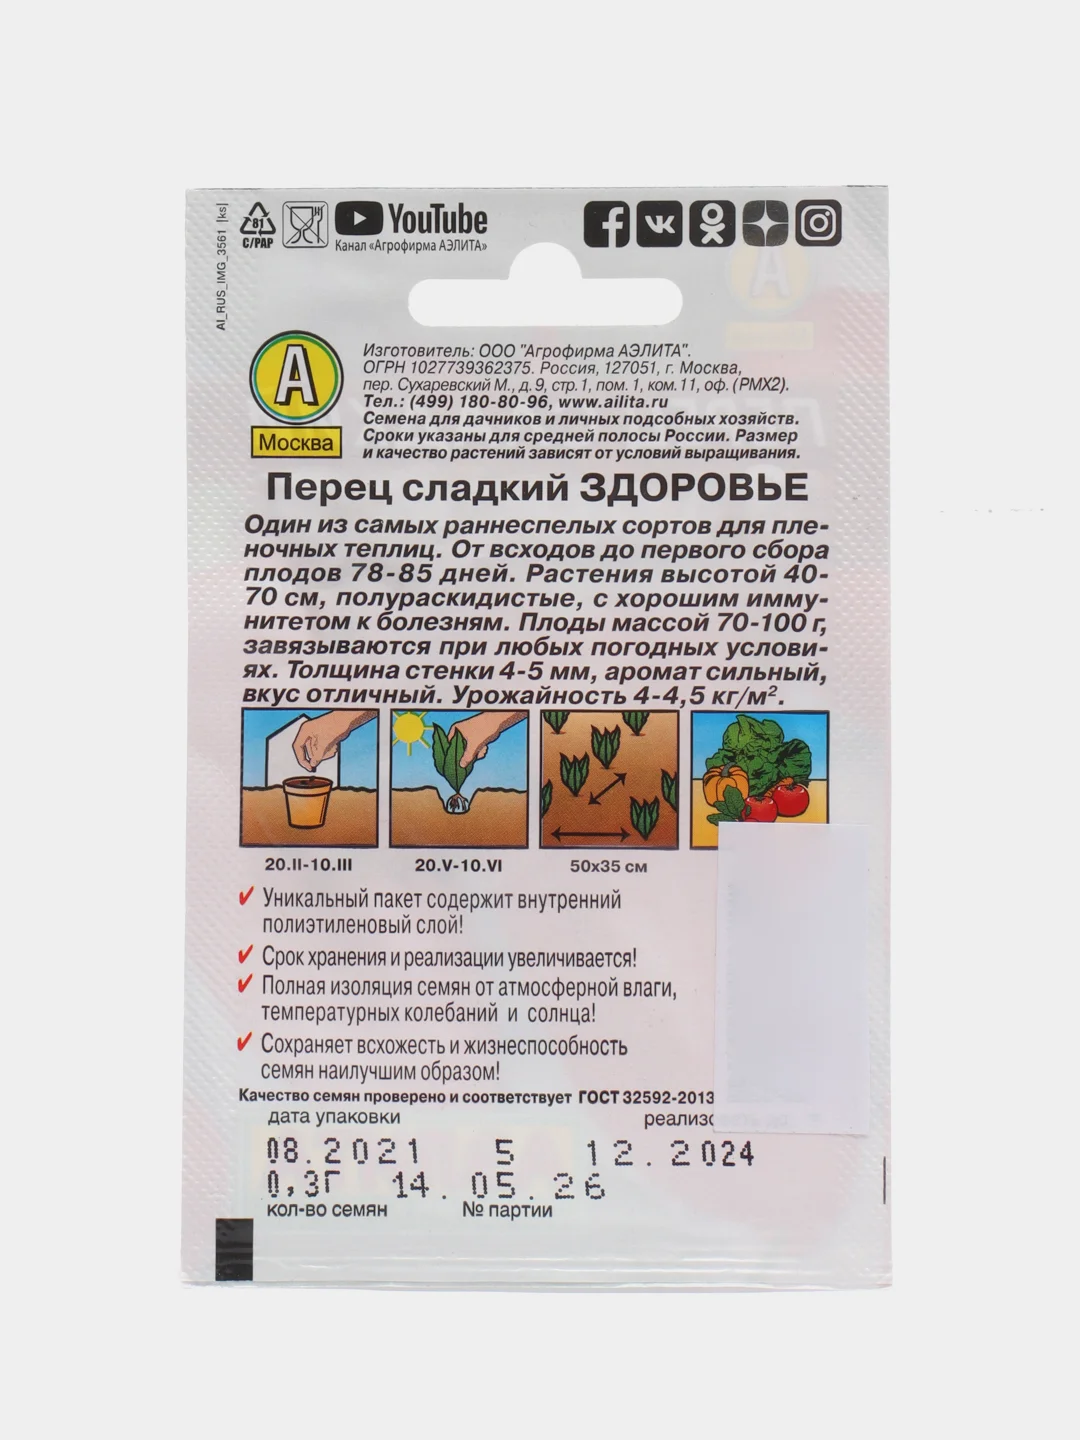 AI_RUS_IMG_3561 [ks]
81
C/PAP
YouTube
Канал «Агрофирма АЭЛИТА»
А
Москва
Изготовитель: ООО "Агрофирма АЭЛИТА".
ОГРН 1027739362375. Россия, 127051, г. Москва,
пер. Сухаревский М., д. 9, стр. 1, пом. 1, ком. 11, оф. (РМХ2).
Тел.: (499) 180-80-96, www.ailita.ru
Семена для дачников и личных подсобных хозяйств.
Сроки указаны для средней полосы России. Размер
и качество растений зависят от условий выращивания.
Перец сладкий ЗДОРОВЬЕ
Один из самых раннеспелых сортов для пле-
ночных теплиц. От всходов до первого сбора
плодов 78-85 дней. Растения высотой 40-
70 см, полураскидистые, с хорошим имму-
нитетом к болезням. Плоды массой 70-100 г,
завязываются при любых погодных услови-
ях. Толщина стенки 4-5 мм, аромат сильный,
вкус отличный. Урожайность 4-4,5 кг/м².
20.II-10.III
20.V-10.VI
50x35 см
✓ Уникальный пакет содержит внутренний
полиэтиленовый слой!
✓ Срок хранения и реализации увеличивается!
✓ Полная изоляция семян от атмосферной влаги,
температурных колебаний и солнца!
✓ Сохраняет всхожесть и жизнеспособность
семян наилучшим образом!
Качество семян проверено и соответствует ГОСТ 32592-2013
дата упаковки
08.2021 5 12.2024
0,3Г 14.05.26
кол-во семян № партии